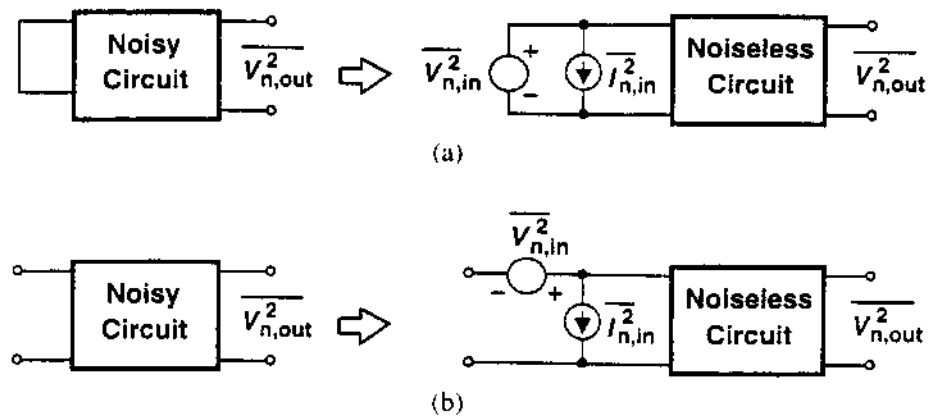 Noisy
Circuit
V²n,out
V²n,in
+
-
I²n,in
Noiseless
Circuit
V²n,out
(a)
Noisy
Circuit
V²n,out
V²n,in
- +
I²n,in
Noiseless
Circuit
V²n,out
(b)